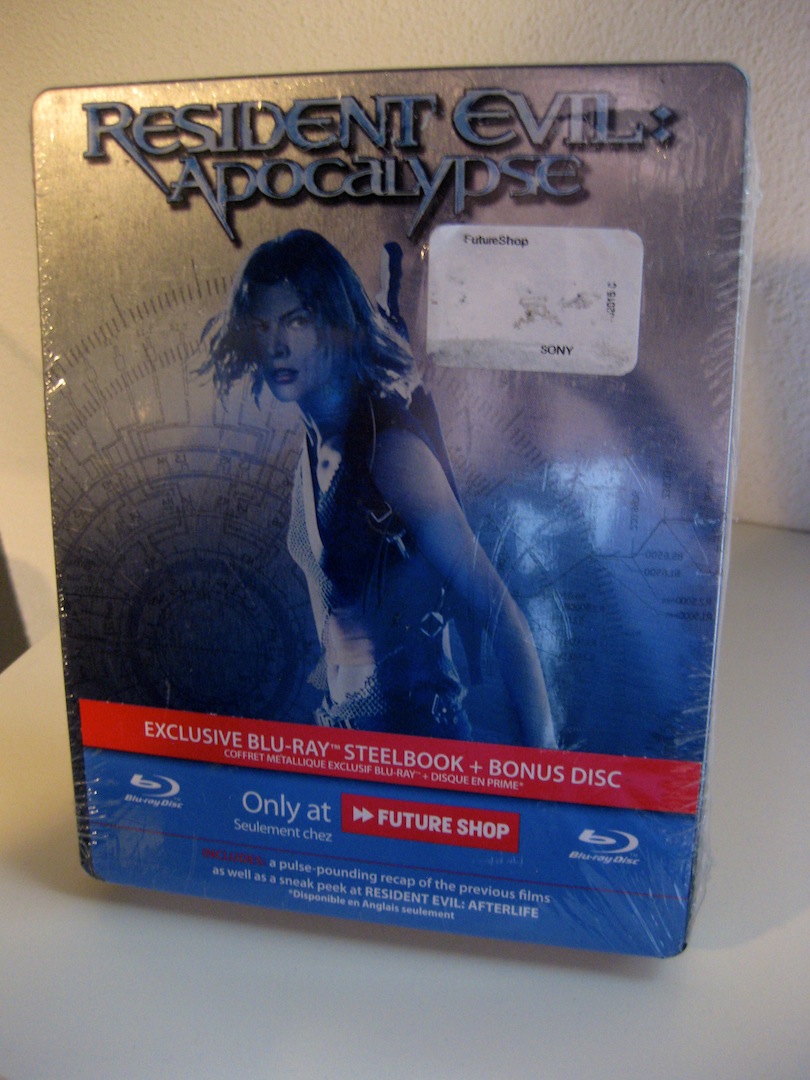 RESIDENT EVIL:
APOCALYPSE
FutureShop
SONY
EXCLUSIVE BLU-RAY™ STEELBOOK + BONUS DISC
COFFRET METALLIQUE EXCLUSIF BLU-RAY™ + DISQUE EN PRIME*
Blu-ray Disc
Only at
Seulement chez
FUTURE SHOP
Blu-ray Disc
INCLUDES: a pulse-pounding recap of the previous films
as well as a sneak peek at RESIDENT EVIL: AFTERLIFE
*Disponible en Anglais seulement